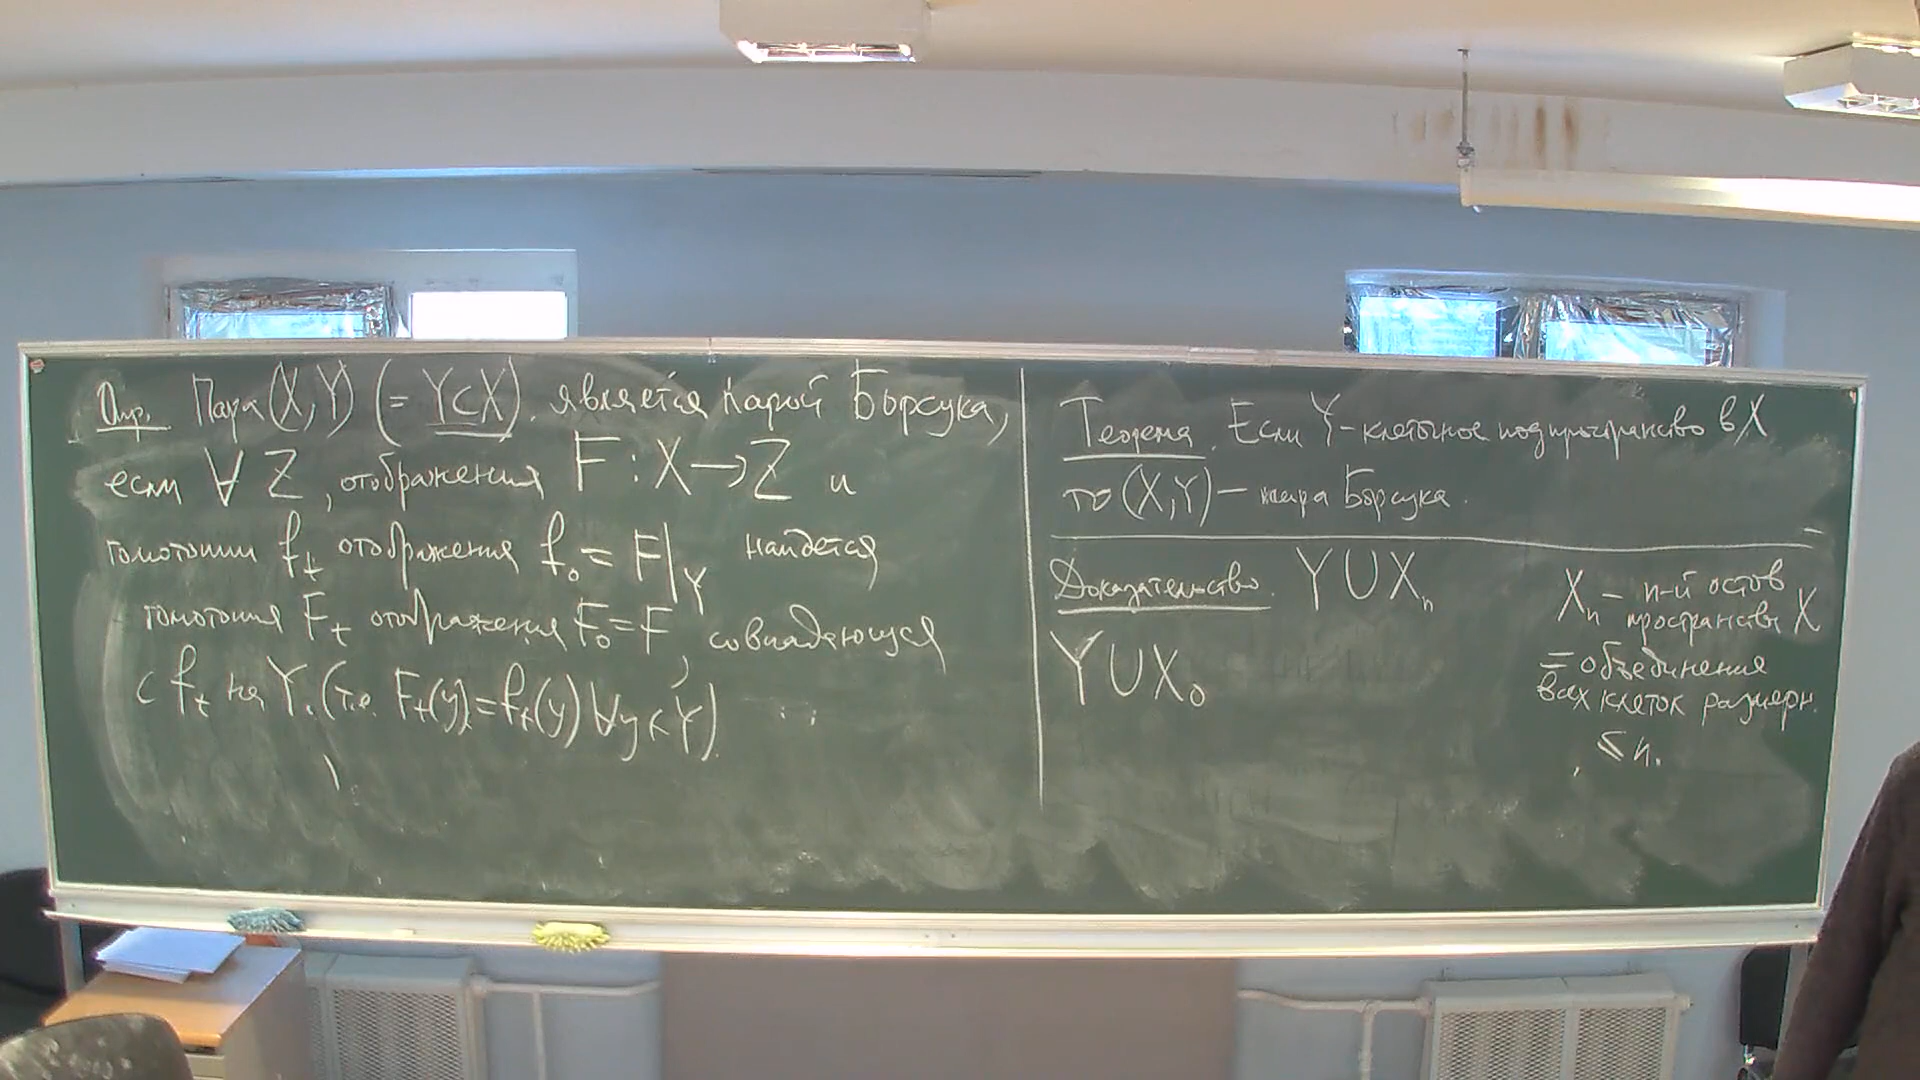 Опр. Пара (X,Y) (= Y⊂X). является парой Борсука,
если ∀ Z, отображения F : X → Z и
гомотопии f_t отображения f_0 = F|_Y найдется
гомотопия F_t отображения F_0 = F, совпадающая
с f_t на Y. (т.е. F_t(y) = f_t(y) ∀y ∈ Y).
Теорема. Если Y - клеточное подпространство в X
то (X,Y) — пара Борсука.
Доказательство. Y ∪ X_n
Y ∪ X_0
X_n — n-й остов
пространства X
= объединения
всех клеток размерн.
≤ n.